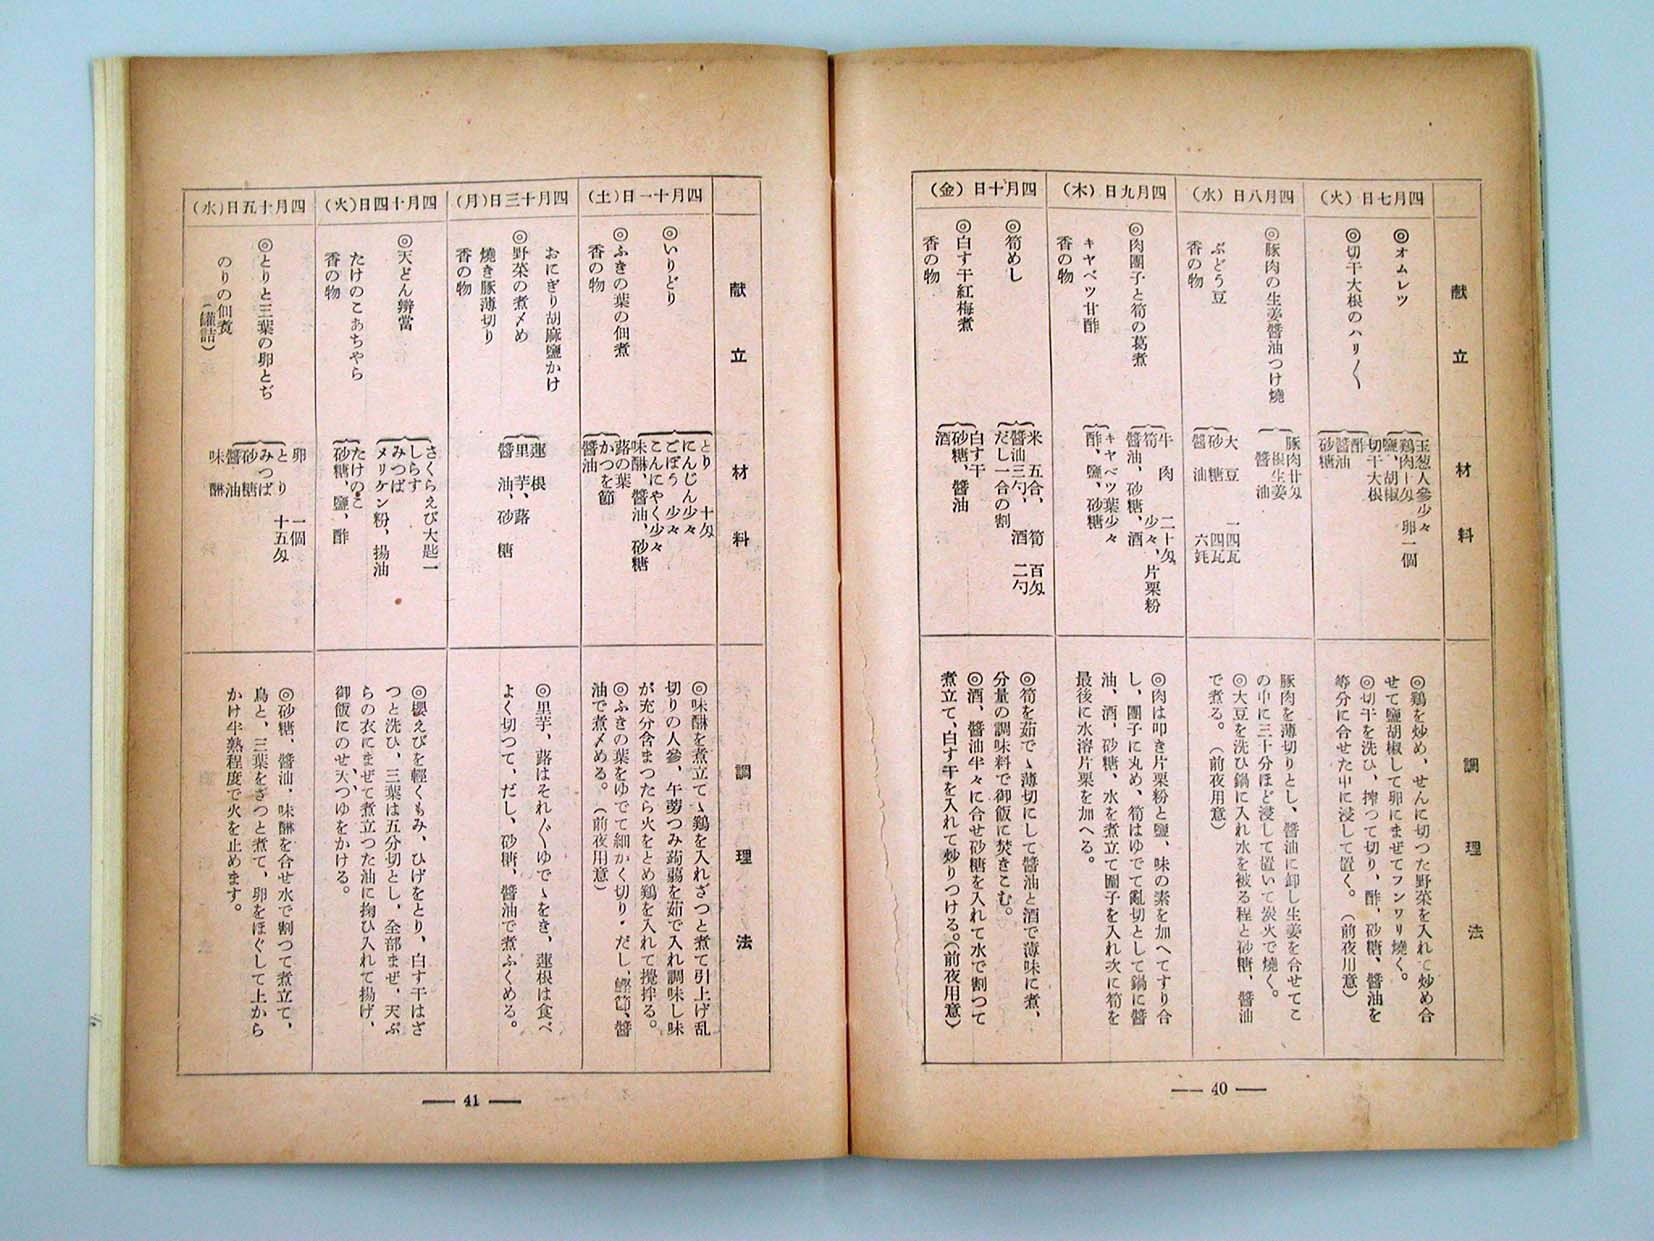 献立
材料
調理法
四月七日（火）
◎オムレツ
◎切干大根のハリ〳〵
玉葱人參少々
鶏肉十匁、卵一個
鹽、胡椒
切干大根
酢
醬油
砂糖
◎鶏を炒め、せんに切つた野菜を入れて炒め合
せて鹽胡椒して卵にまぜてフンワリ燒く。
◎切干を洗ひ、搾つて切り、酢、砂糖、醬油を
等分に合せた中に浸して置く。（前夜用意）
四月八日（水）
◎豚肉の生姜醬油つけ燒
ぶどう豆
香の物
豚肉廿匁
根生姜
醬油
大豆　一四瓦
砂糖　四瓦
醬油　六瓱
豚肉を薄切りとし、醬油に卸し生姜を合せてこ
の中に三十分ほど浸して置いて炭火で燒く。
◎大豆を洗ひ鍋に入れ水を被る程と砂糖、醬油
で煮る。（前夜用意）
四月九日（木）
◎肉團子と筍の葛煮
キヤベツ甘酢
香の物
牛肉　二十匁、
筍　少々、片栗粉
醬油、砂糖、酒
キヤベツ葉少々
酢、鹽、砂糖
◎肉は叩き片栗粉と鹽、味の素を加へてすり合
し、團子に丸め、筍はゆでて亂切として鍋に醬
油、酒、砂糖、水を煮立て團子を入れ次に筍を
最後に水溶片栗を加へる。
四月十日（金）
◎筍めし
◎白す干紅梅煮
香の物
米　五合、筍　百匁
醬油三勺、酒　二勺
だし一合の割
白す干
砂糖、醬油
酒
◎筍を茹でゝ薄切にして醬油と酒で薄味に煮、
分量の調味料で御飯に焚きこむ。
◎酒、醬油半々に合せ砂糖を入れて水で割つて
煮立て、白す干を入れて炒りつける。（前夜用意）
— 40 —
献立
材料
調理法
四月十一日（土）
◎いりどり
◎ふきの葉の佃煮
香の物
とり　十匁
にんじん少々
ごぼう　少々
こんにやく少々
味醂、醬油、砂糖
蕗の葉
かつを節
醬油
◎味醂を煮立てゝ鶏を入れざつと煮て引上げ乱
切りの人參、午蒡つみ蒟蒻を茹で入れ調味し味
が充分含まつたら火をとめ鶏を入れて攪拌る。
◎ふきの葉をゆでて細かく切り・だし、鰹節、醬
油で煮〆める。（前夜用意）
四月十三日（月）
おにぎり胡麻鹽かけ
◎野菜の煮〆め
燒き豚薄切り
香の物
蓮根
里芋、蕗
醬油、砂糖
◎里芋、蕗はそれ〴〵ゆでゝをき、蓮根は食べ
よく切つて、だし、砂糖、醬油で煮ふくめる。
四月十四日（火）
◎天どん辨當
たけのこあちやら
香の物
さくらえび大匙一
しらす
みつば
メリケン粉、揚油
たけのこ
砂糖、鹽、酢
◎櫻えびを輕くもみ、ひげをとり、白す干はざ
つと洗ひ、三葉は五分切とし、全部まぜ、天ぷ
らの衣にまぜて煮立つた油に掬ひ入れて揚げ、
御飯にのせ天つゆをかける。
四月十五日（水）
◎とりと三葉の卵とぢ
のりの佃煮
（罐詰）
卵　一個
とり　十五匁
みつば
砂糖
醬油
味醂
◎砂糖、醬油、味醂を合せ水で割つて煮立て、
鳥と、三葉をざつと煮て、卵をほぐして上から
かけ半熟程度で火を止めます。
— 41 —